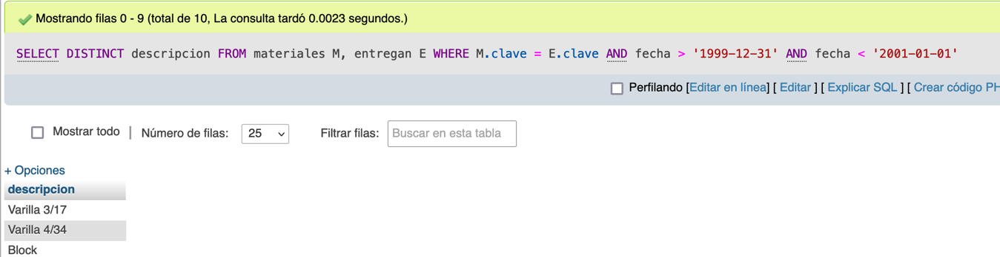 Mostrando filas 0 - 9 (total de 10, La consulta tardó 0.0023 segundos.)
SELECT DISTINCT descripcion FROM materiales M, entregan E WHERE M.clave = E.clave AND fecha > '1999-12-31' AND fecha < '2001-01-01'
Perfilando [Editar en línea] [ Editar ] [ Explicar SQL ] [ Crear código PH
Mostrar todo | Número de filas: 25 Filtrar filas: Buscar en esta tabla
+ Opciones
descripcion
Varilla 3/17
Varilla 4/34
Block